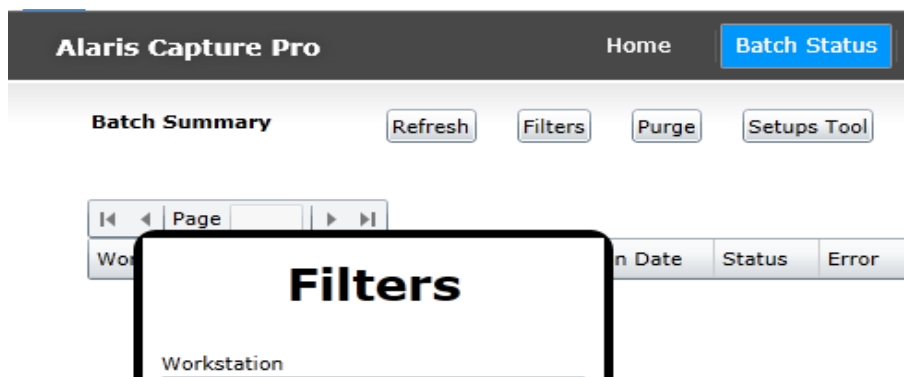 Alaris Capture Pro Home Batch Status
Batch Summary Refresh Filters Purge Setups Tool
Page
Status Error
Date
Filters
Workstation